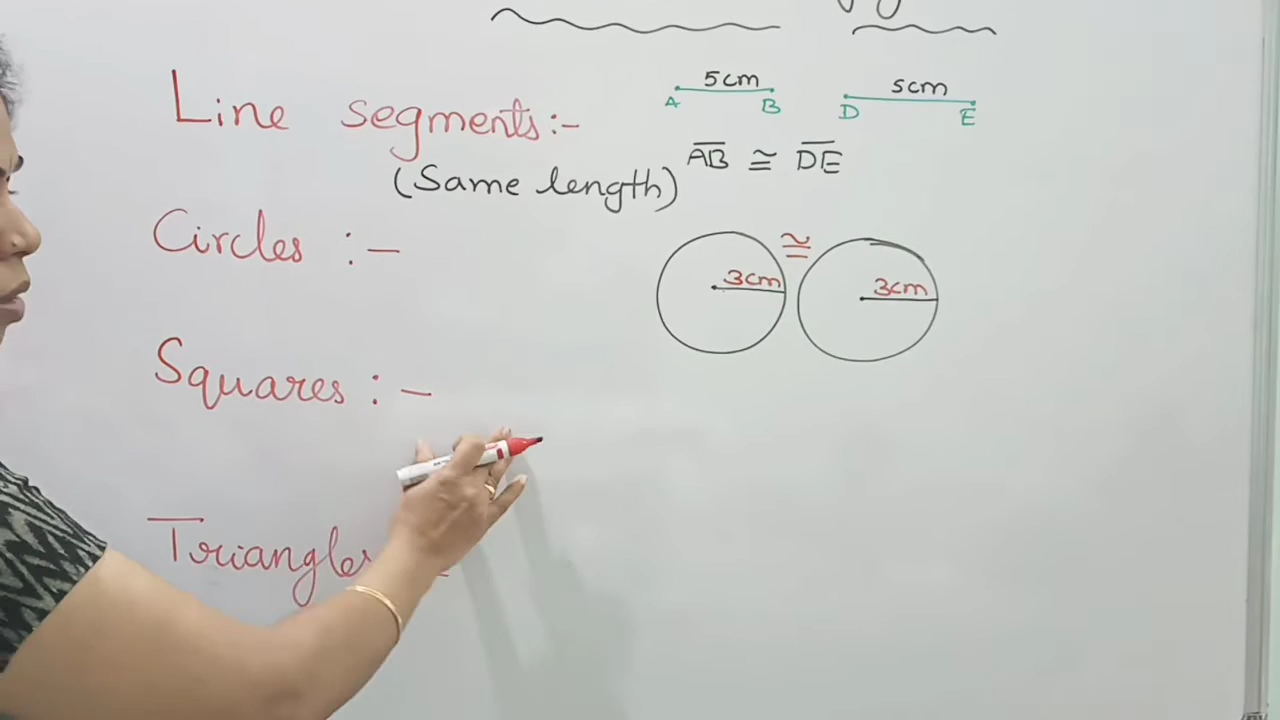 Line segments:-
5cm 5cm
A B D E
(Same length) AB ≅ DE
Circles :-
≅
3cm 3cm
Squares :-
Triangles